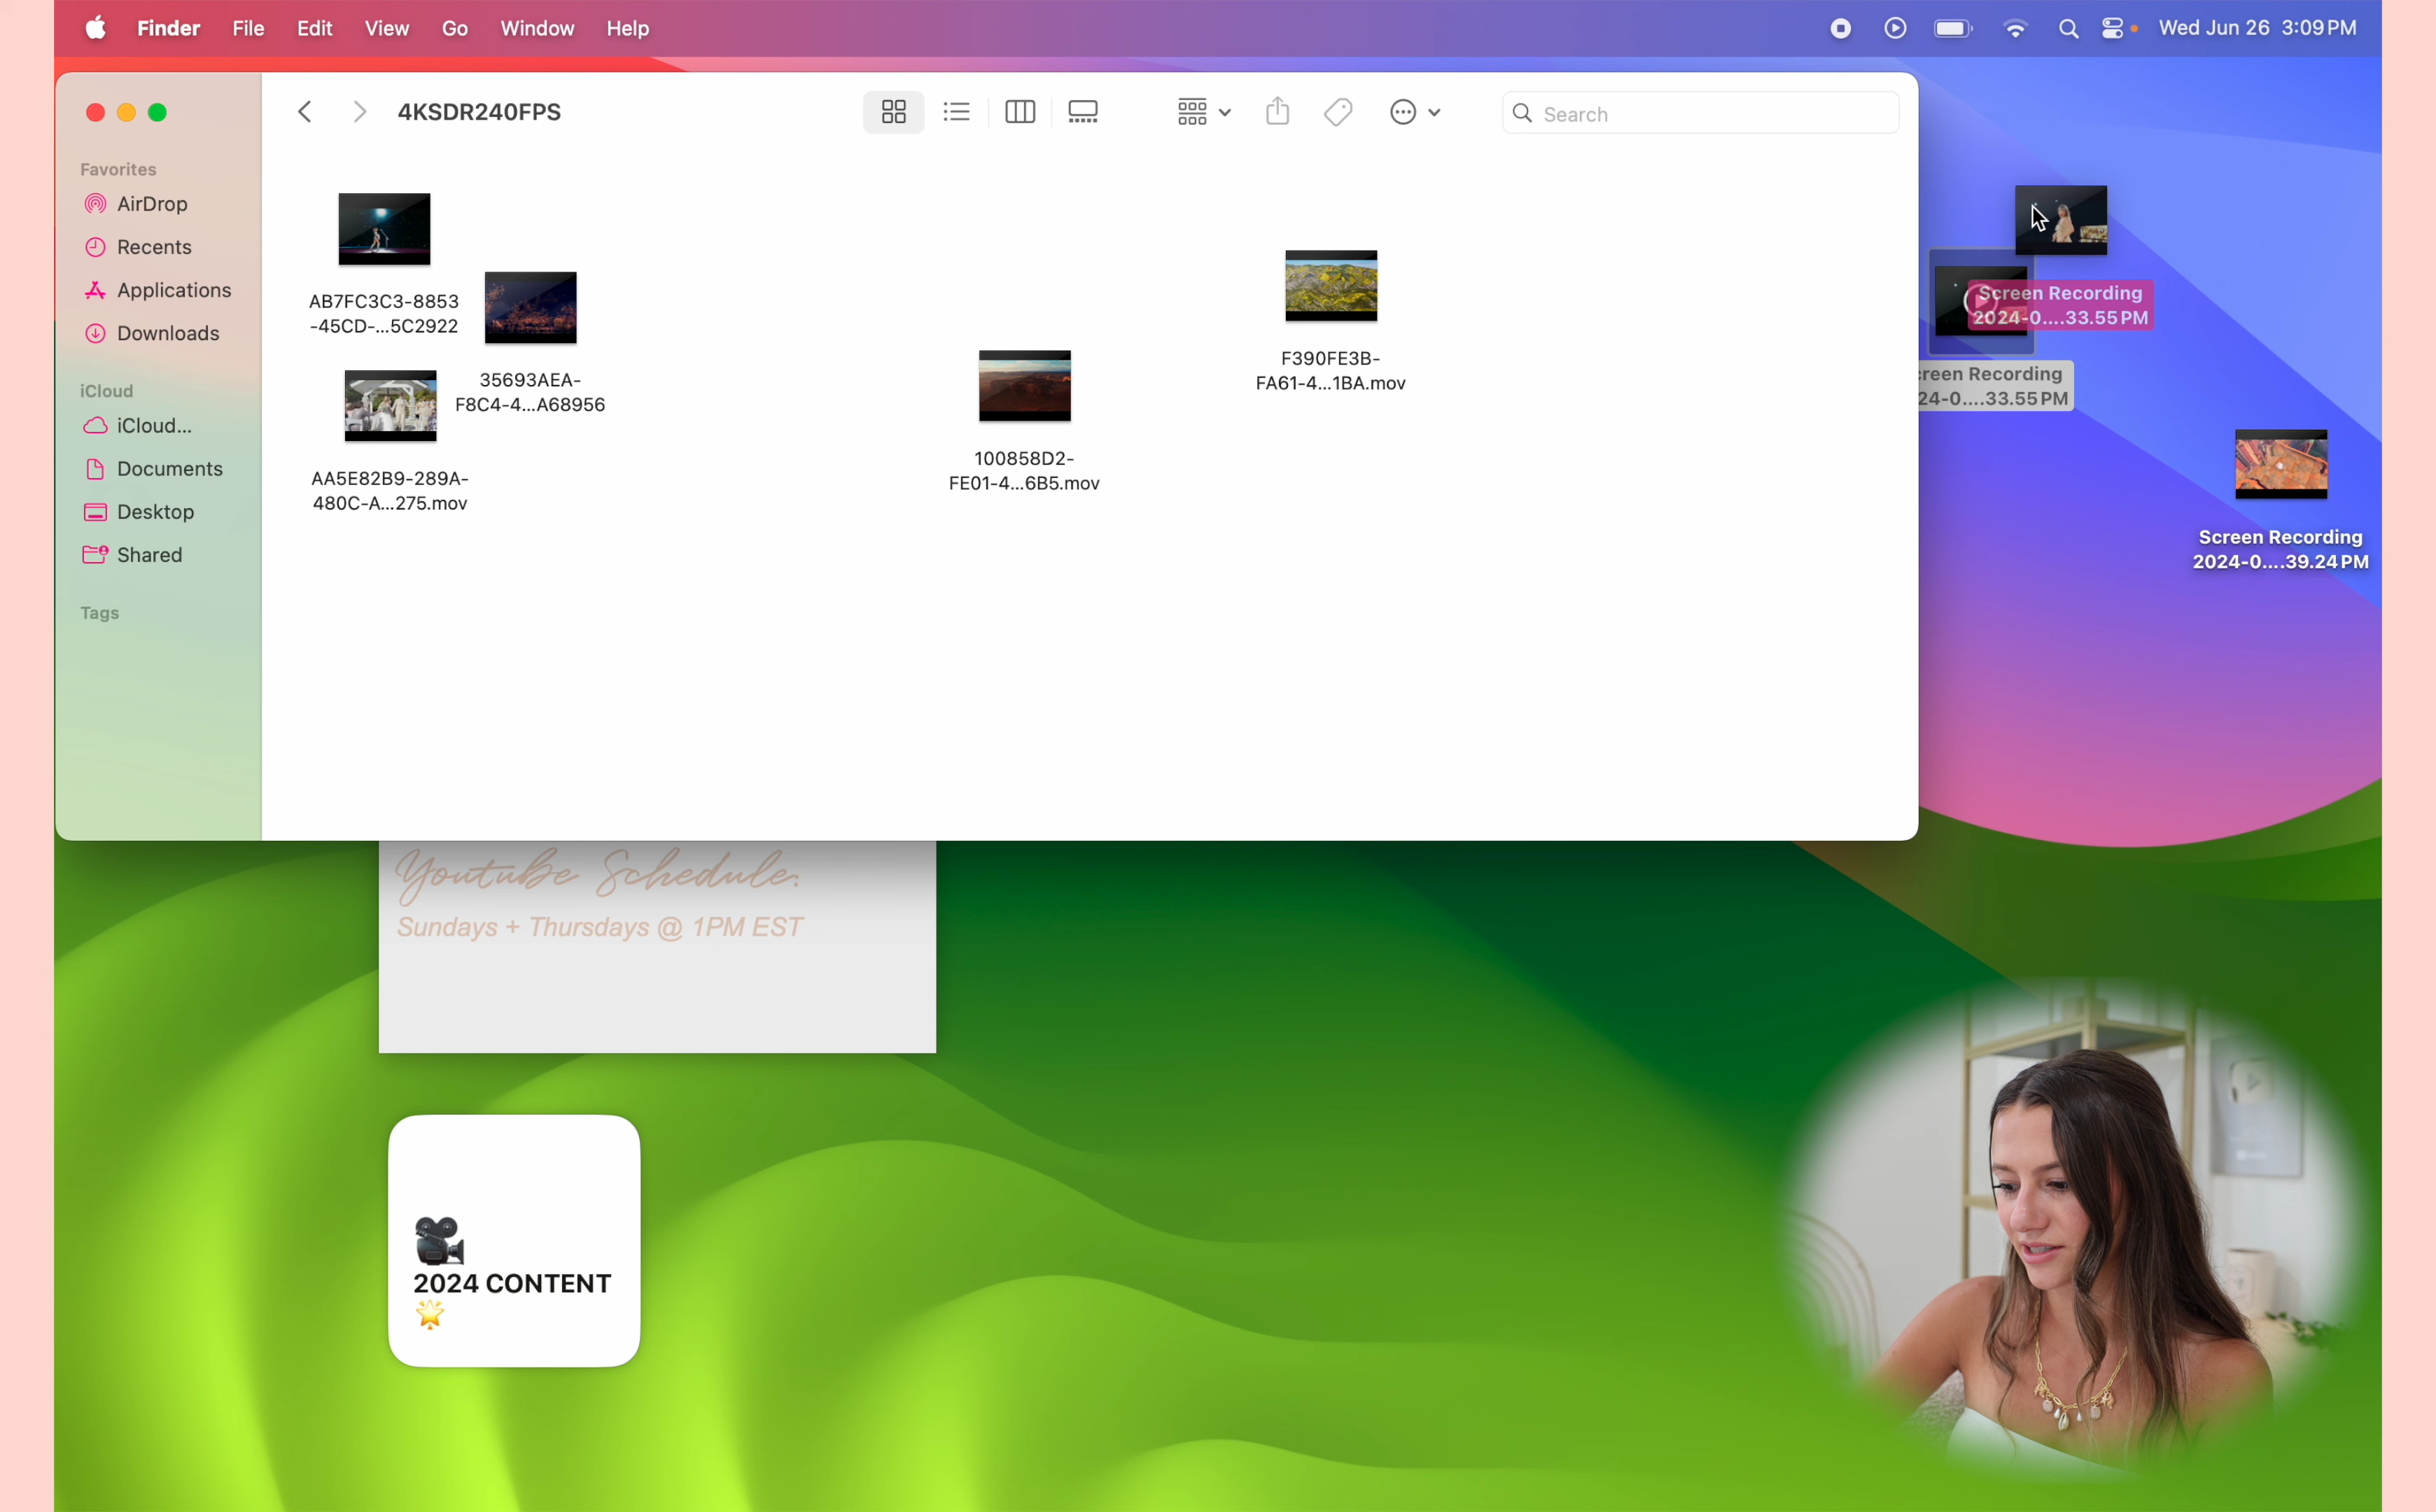 Finder File Edit View Go Window Help
Wed Jun 26 3:09 PM
4KSDR240FPS
Search
Favorites
AirDrop
Recents
Applications
Downloads
iCloud
iCloud...
Documents
Desktop
Shared
Tags
AB7FC3C3-8853
-45CD-...5C2922
35693AEA-
F8C4-4...A68956
AA5E82B9-289A-
480C-A...275.mov
100858D2-
FE01-4...6B5.mov
F390FE3B-
FA61-4...1BA.mov
Screen Recording
2024-0....33.55 PM
creen Recording
24-0....33.55 PM
Screen Recording
2024-0....39.24 PM
Youtube Schedule:
Sundays + Thursdays @ 1PM EST
2024 CONTENT